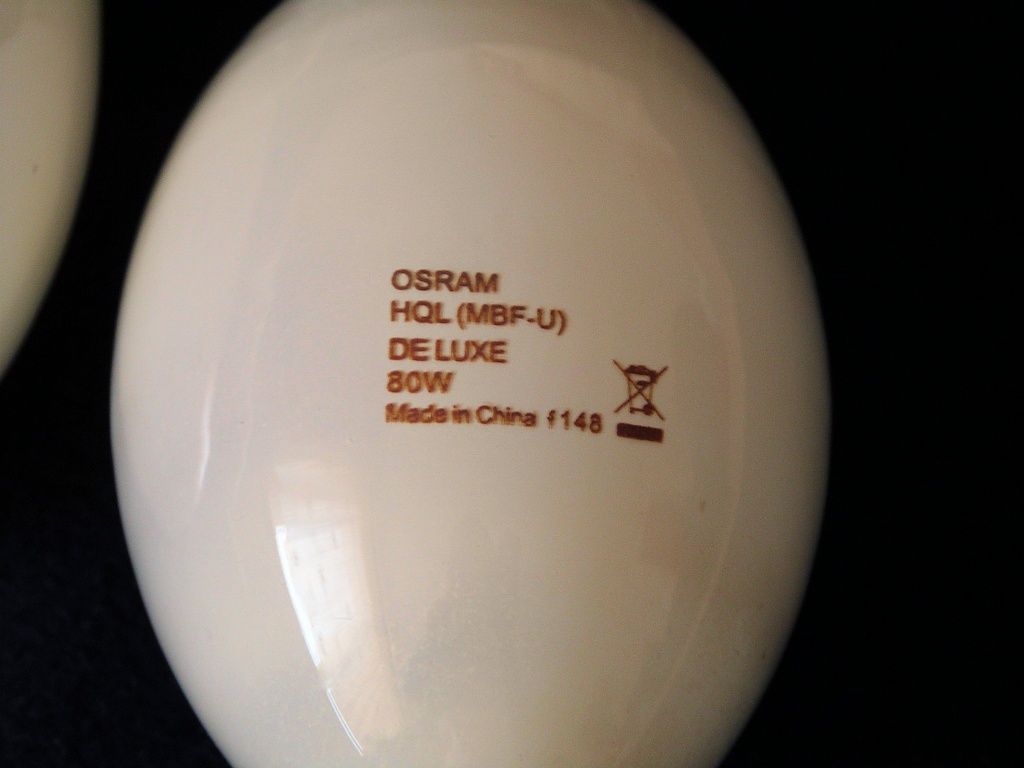 OSRAM
HQL (MBF-U)
DE LUXE
80W
Made in China f148